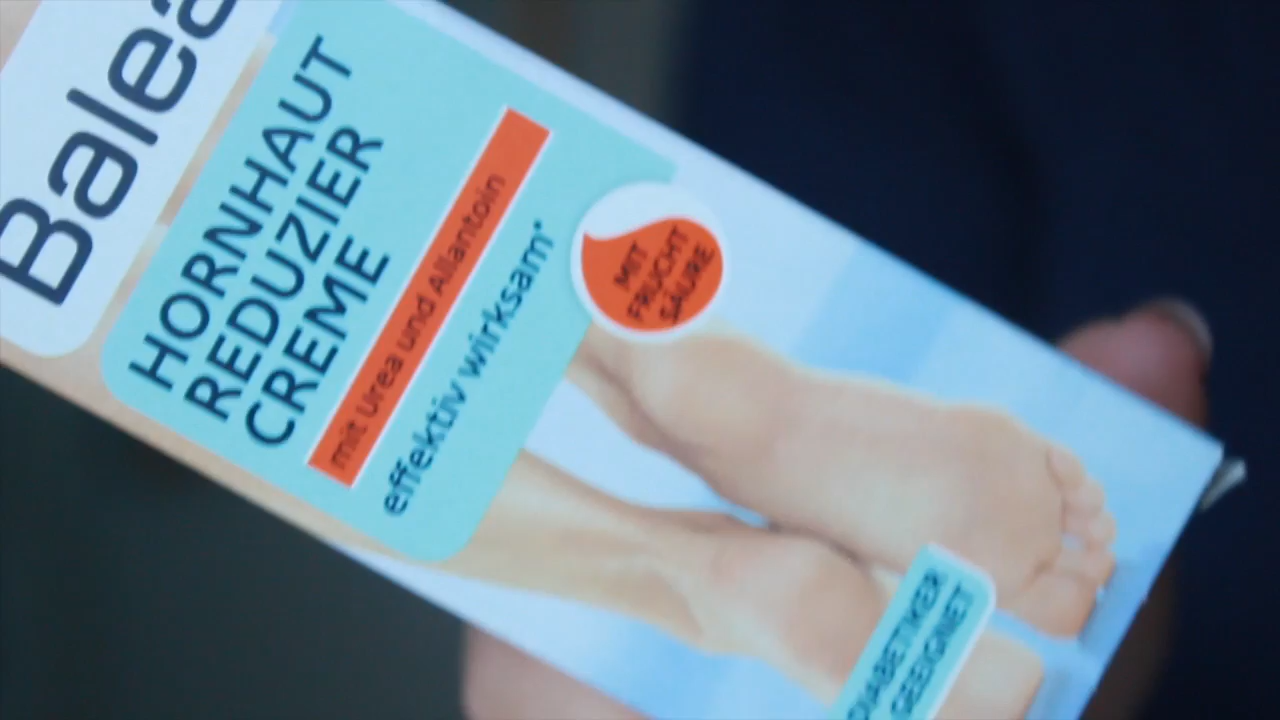 Balea
HORNHAUT
REDUZIER
CREME
mit Urea und Allantoin
effektiv wirksam*
MIT
FRUCHT
SÄURE
DIABETIKER
GEEIGNET